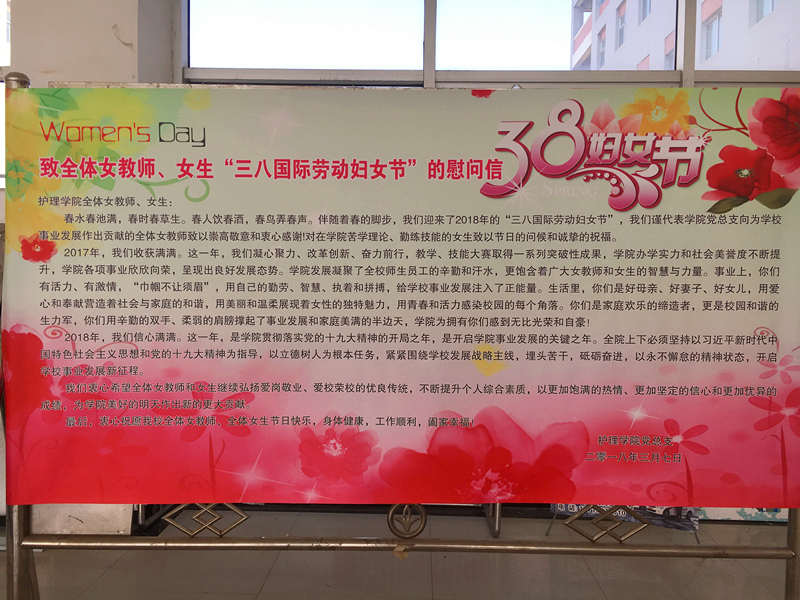 Women's Day
38妇女节
SPRING
致全体女教师、女生“三八国际劳动妇女节”的慰问信
护理学院全体女教师、女生：
春水春池满，春时春草生。春人饮春酒，春鸟弄春声。伴随着春的脚步，我们迎来了2018年的“三八国际劳动妇女节”，我们谨代表学院党总支向为学校
事业发展作出贡献的全体女教师致以崇高敬意和衷心感谢!对在学院苦学理论、勤练技能的女生致以节日的问候和诚挚的祝福。
2017年，我们收获满满。这一年，我们凝心聚力、改革创新、奋力前行，教学、技能大赛取得一系列突破性成果，学院办学实力和社会美誉度不断提
升，学院各项事业欣欣向荣，呈现出良好发展态势。学院发展凝聚了全校师生员工的辛勤和汗水，更饱含着广大女教师和女生的智慧与力量。事业上，你们
有活力、有激情，“巾帼不让须眉”，用自己的勤劳、智慧、执着和拼搏，给学校事业发展注入了正能量。生活里，你们是好母亲、好妻子、好女儿，用爱
心和奉献营造着社会与家庭的和谐，用美丽和温柔展现着女性的独特魅力，用青春和活力感染校园的每个角落。你们是家庭欢乐的缔造者，更是校园和谐的
生力军，你们用辛勤的双手、柔弱的肩膀撑起了事业发展和家庭美满的半边天，学院为拥有你们感到无比光荣和自豪!
2018年，我们信心满满。这一年，是学院贯彻落实党的十九大精神的开局之年，是开启学院事业发展的关键之年。全院上下必须坚持以习近平新时代中
国特色社会主义思想和党的十九大精神为指导，以立德树人为根本任务，紧紧围绕学校发展战略主线，埋头苦干，砥砺奋进，以永不懈怠的精神状态，开启
学校事业发展新征程。
我们衷心希望全体女教师和女生继续弘扬爱岗敬业、爱校荣校的优良传统，不断提升个人综合素质，以更加饱满的热情、更加坚定的信心和更加优异的
成绩，为学院美好的明天作出新的更大贡献。
最后，衷心祝愿我校全体女教师、全体女生节日快乐，身体健康，工作顺利，阖家幸福!
护理学院党总支
二零一八年三月七日